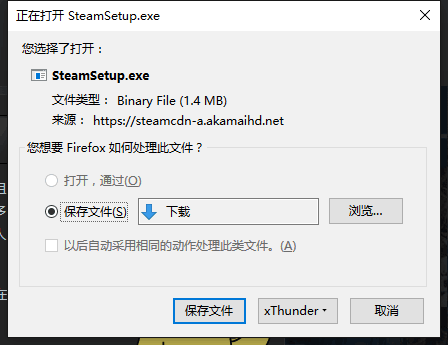 正在打开 SteamSetup.exe
您选择了打开:
SteamSetup.exe
文件类型： Binary File (1.4 MB)
来源： https://steamcdn-a.akamaihd.net
您想要 Firefox 如何处理此文件？
打开，通过(O)
保存文件(S) 下载 浏览...
以后自动采用相同的动作处理此类文件。(A)
保存文件 xThunder 取消